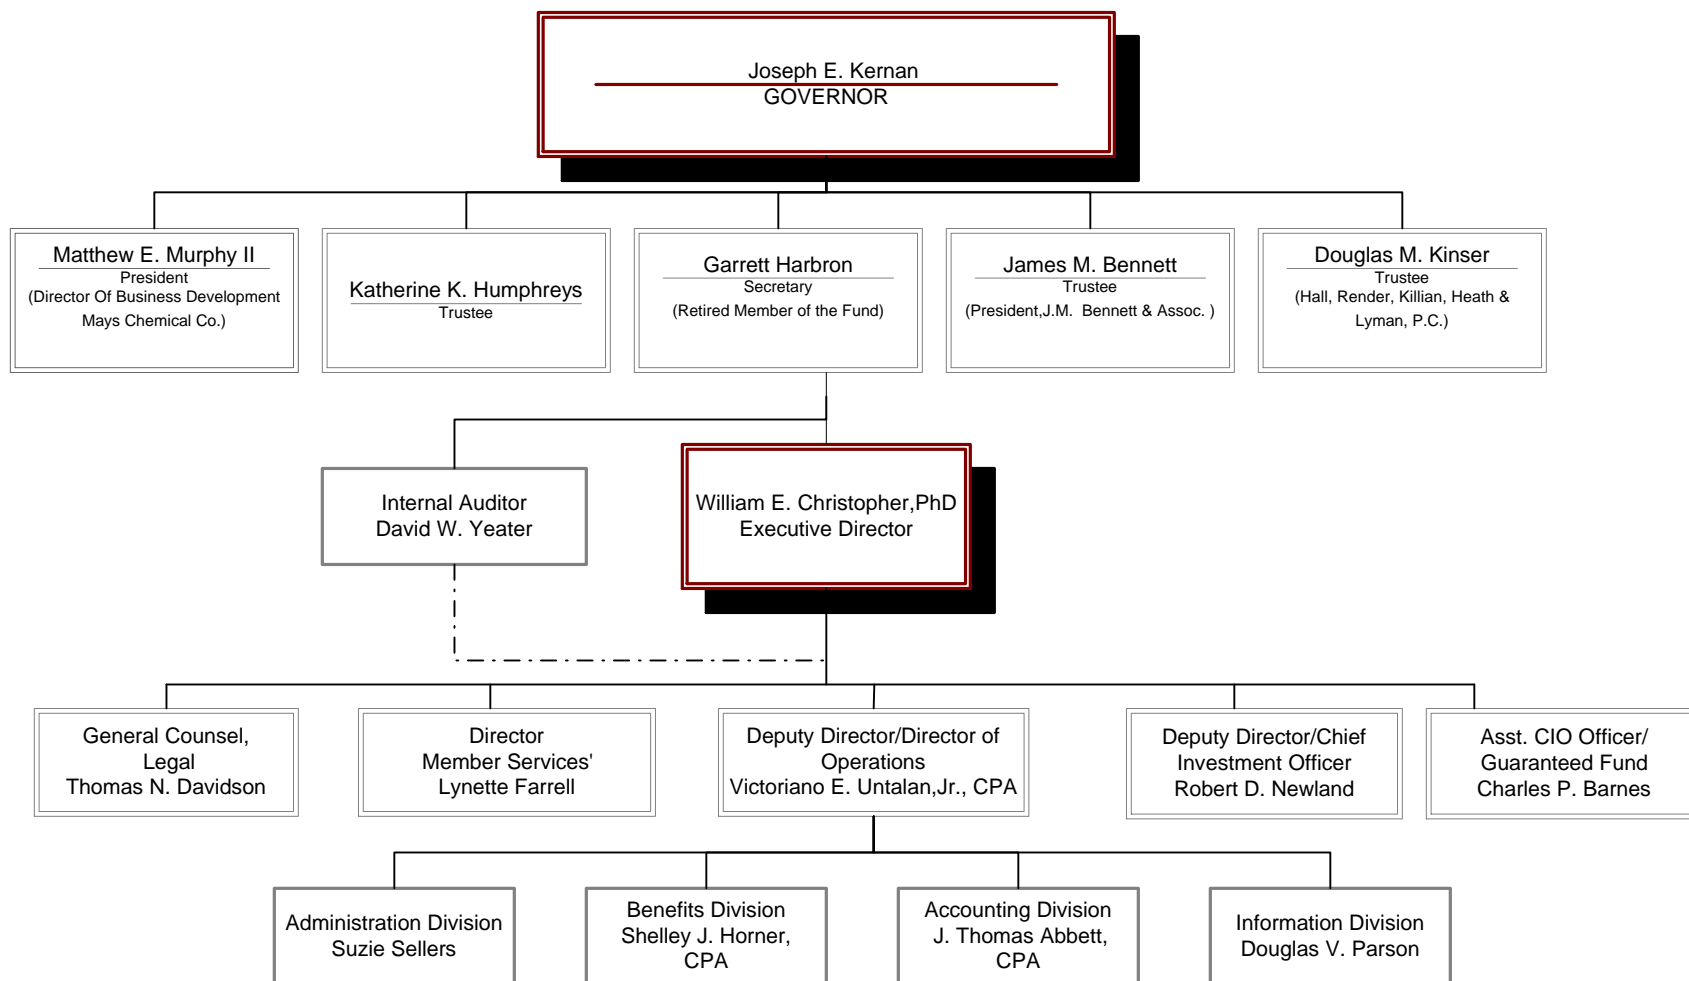 Joseph E. Kernan
GOVERNOR
Matthew E. Murphy II
President
(Director Of Business Development
Mays Chemical Co.)
Katherine K. Humphreys
Trustee
Garrett Harbron
Secretary
(Retired Member of the Fund)
James M. Bennett
Trustee
(President,J.M. Bennett & Assoc. )
Douglas M. Kinser
Trustee
(Hall, Render, Killian, Heath &
Lyman, P.C.)
Internal Auditor
David W. Yeater
William E. Christopher,PhD
Executive Director
General Counsel,
Legal
Thomas N. Davidson
Director
Member Services'
Lynette Farrell
Deputy Director/Director of
Operations
Victoriano E. Untalan,Jr., CPA
Deputy Director/Chief
Investment Officer
Robert D. Newland
Asst. CIO Officer/
Guaranteed Fund
Charles P. Barnes
Administration Division
Suzie Sellers
Benefits Division
Shelley J. Horner,
CPA
Accounting Division
J. Thomas Abbett,
CPA
Information Division
Douglas V. Parson